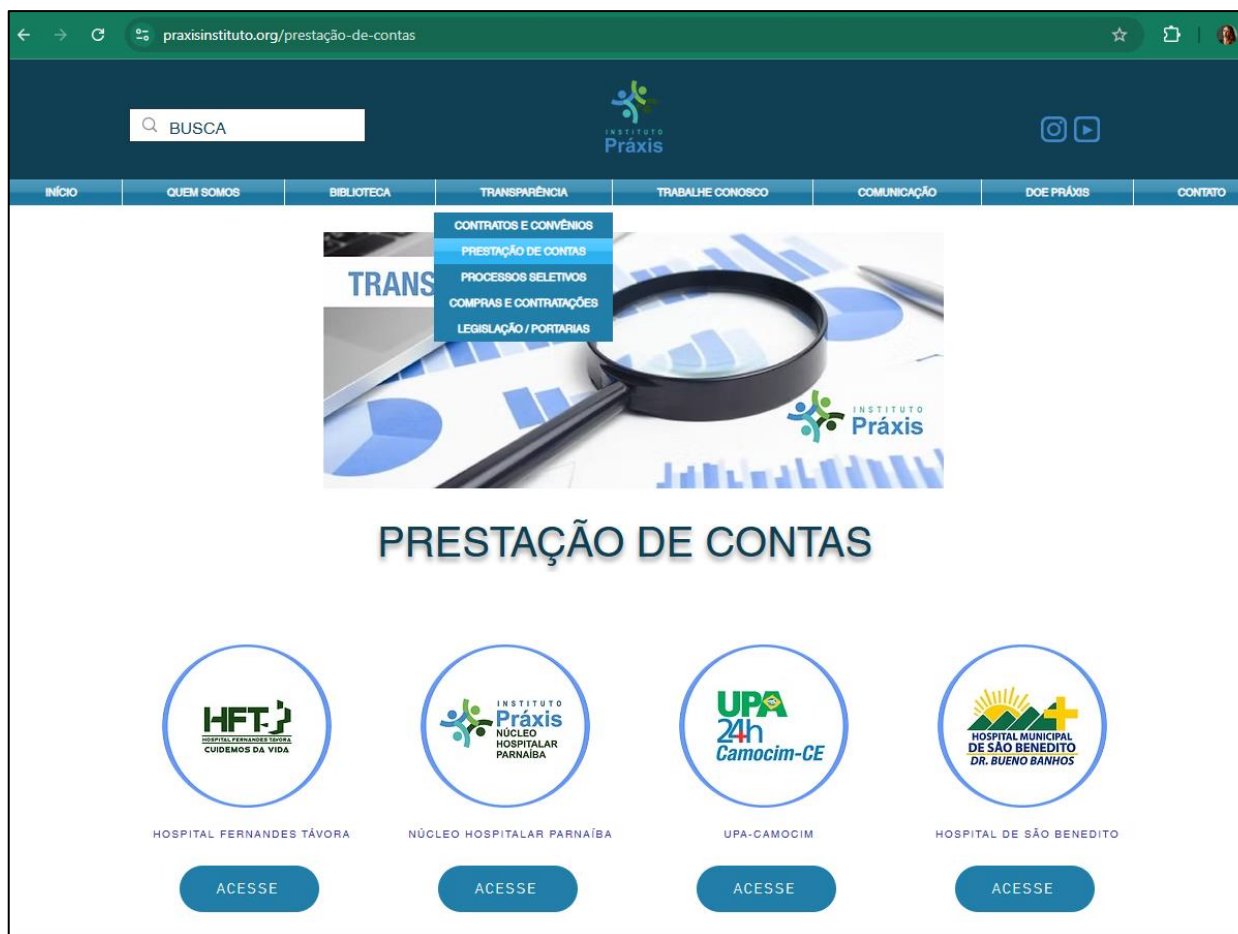 praxisinstituto.org/prestação-de-contas
BUSCA
INSTITUTO
Práxis
INÍCIO
QUEM SOMOS
BIBLIOTECA
TRANSPARÊNCIA
TRABALHE CONOSCO
COMUNICAÇÃO
DOE PRÁXIS
CONTATO
CONTRATOS E CONVÊNIOS
PRESTAÇÃO DE CONTAS
PROCESSOS SELETIVOS
COMPRAS E CONTRATAÇÕES
LEGISLAÇÃO / PORTARIAS
TRANS
INSTITUTO
Práxis
PRESTAÇÃO DE CONTAS
HFT
HOSPITAL FERNANDES TÁVORA
CUIDEMOS DA VIDA
INSTITUTO
Práxis
NÚCLEO
HOSPITALAR
PARNAÍBA
UPA
24h
Camocim-CE
HOSPITAL MUNICIPAL
DE SÃO BENEDITO
DR. BUENO BANHOS
HOSPITAL FERNANDES TÁVORA
NÚCLEO HOSPITALAR PARNAÍBA
UPA-CAMOCIM
HOSPITAL DE SÃO BENEDITO
ACESSE
ACESSE
ACESSE
ACESSE